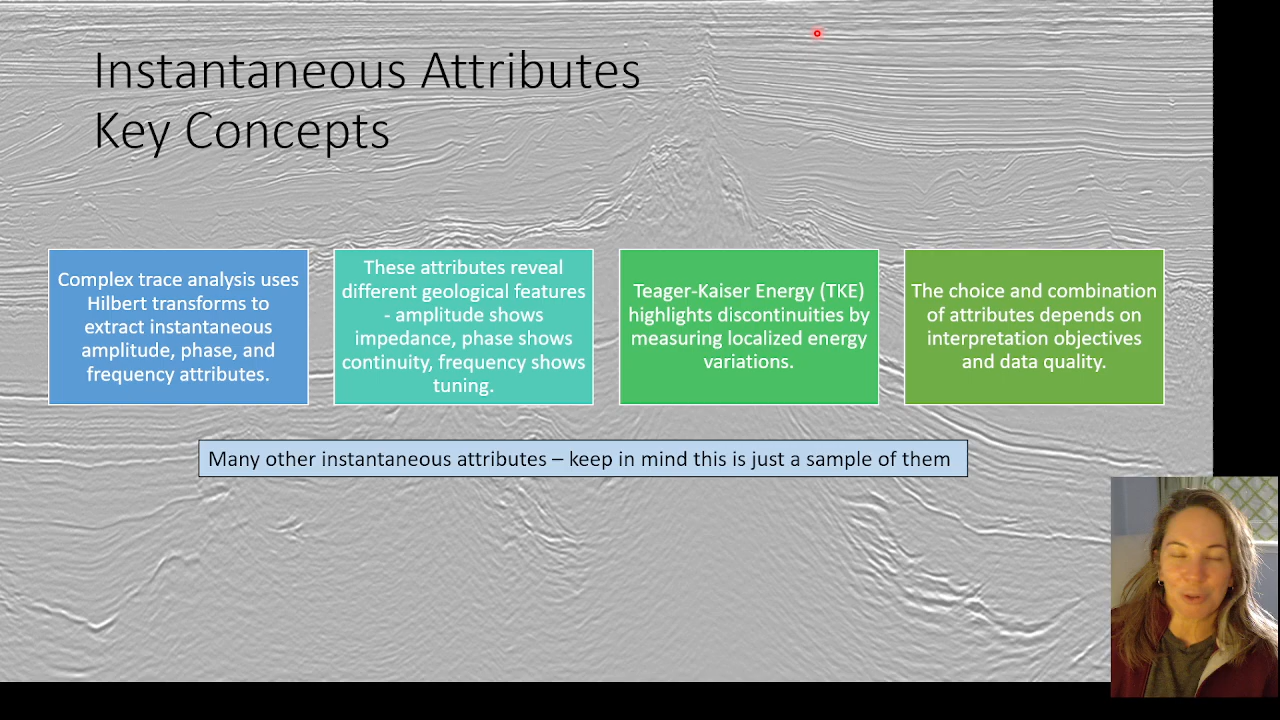 Instantaneous Attributes
Key Concepts
Complex trace analysis uses
Hilbert transforms to
extract instantaneous
amplitude, phase, and
frequency attributes.
These attributes reveal
different geological features
- amplitude shows
impedance, phase shows
continuity, frequency shows
tuning.
Teager-Kaiser Energy (TKE)
highlights discontinuities by
measuring localized energy
variations.
The choice and combination
of attributes depends on
interpretation objectives
and data quality.
Many other instantaneous attributes – keep in mind this is just a sample of them